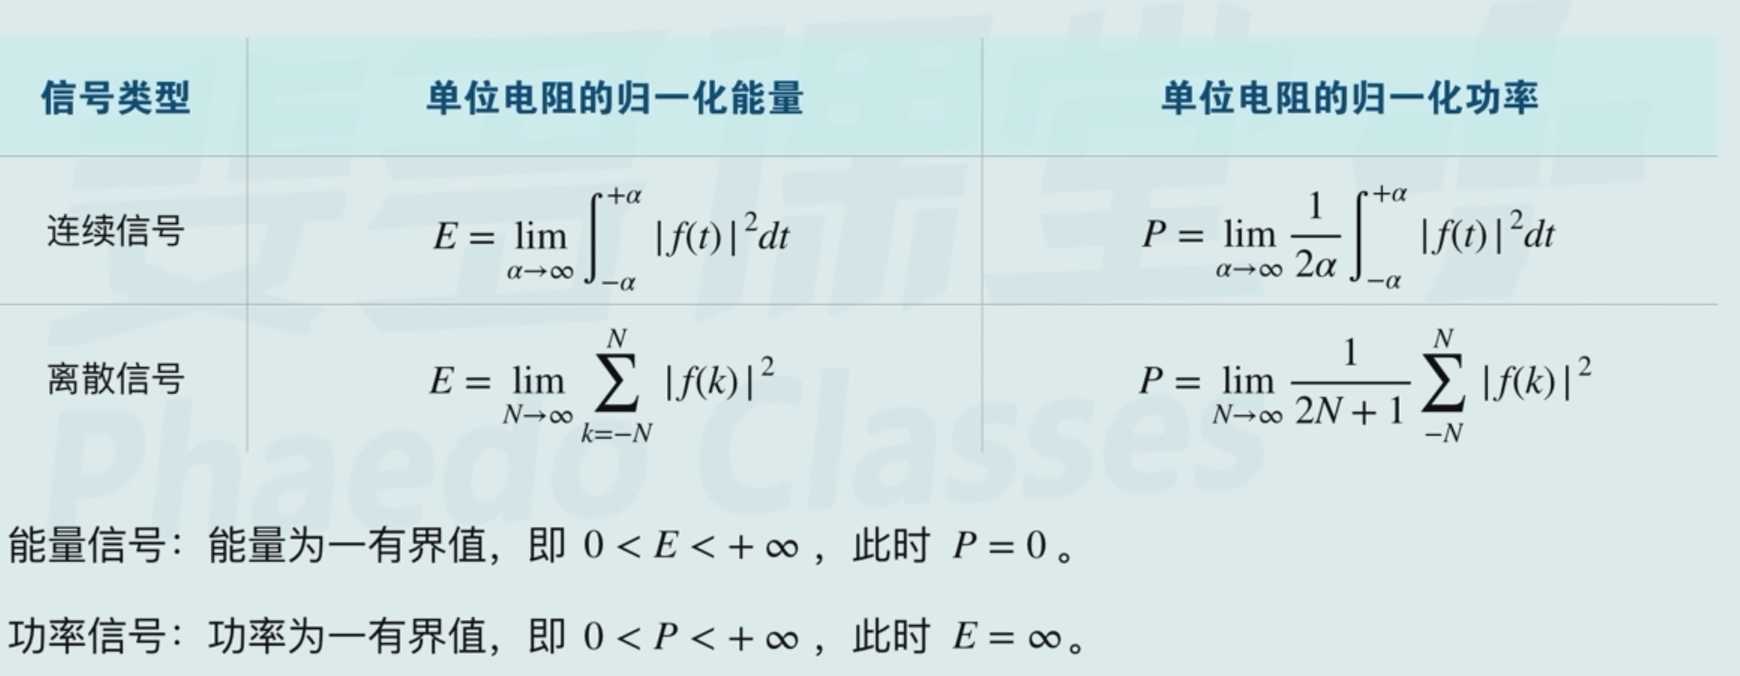 信号类型 单位电阻的归一化能量 单位电阻的归一化功率
连续信号 $E = \lim_{\alpha \to \infty} \int_{-\alpha}^{+\alpha} |f(t)|^2 dt$ $P = \lim_{\alpha \to \infty} \frac{1}{2\alpha} \int_{-\alpha}^{+\alpha} |f(t)|^2 dt$
离散信号 $E = \lim_{N \to \infty} \sum_{k=-N}^{N} |f(k)|^2$ $P = \lim_{N \to \infty} \frac{1}{2N+1} \sum_{-N}^{N} |f(k)|^2$
Phaedo Classes
能量信号：能量为一有界值，即 0 < E < + ∞ ，此时 P = 0 。
功率信号：功率为一有界值，即 0 < P < + ∞ ，此时 E = ∞。